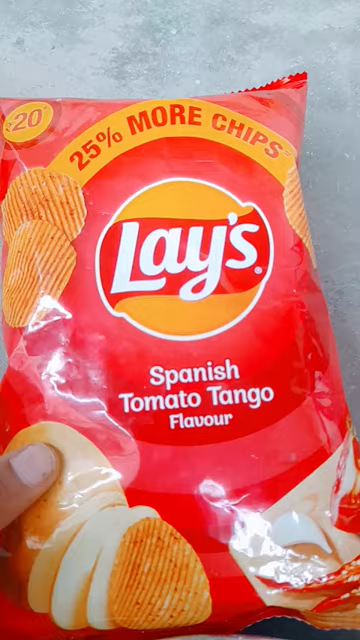 ₹20
25% MORE CHIPS*
Lay's
Spanish
Tomato Tango
Flavour